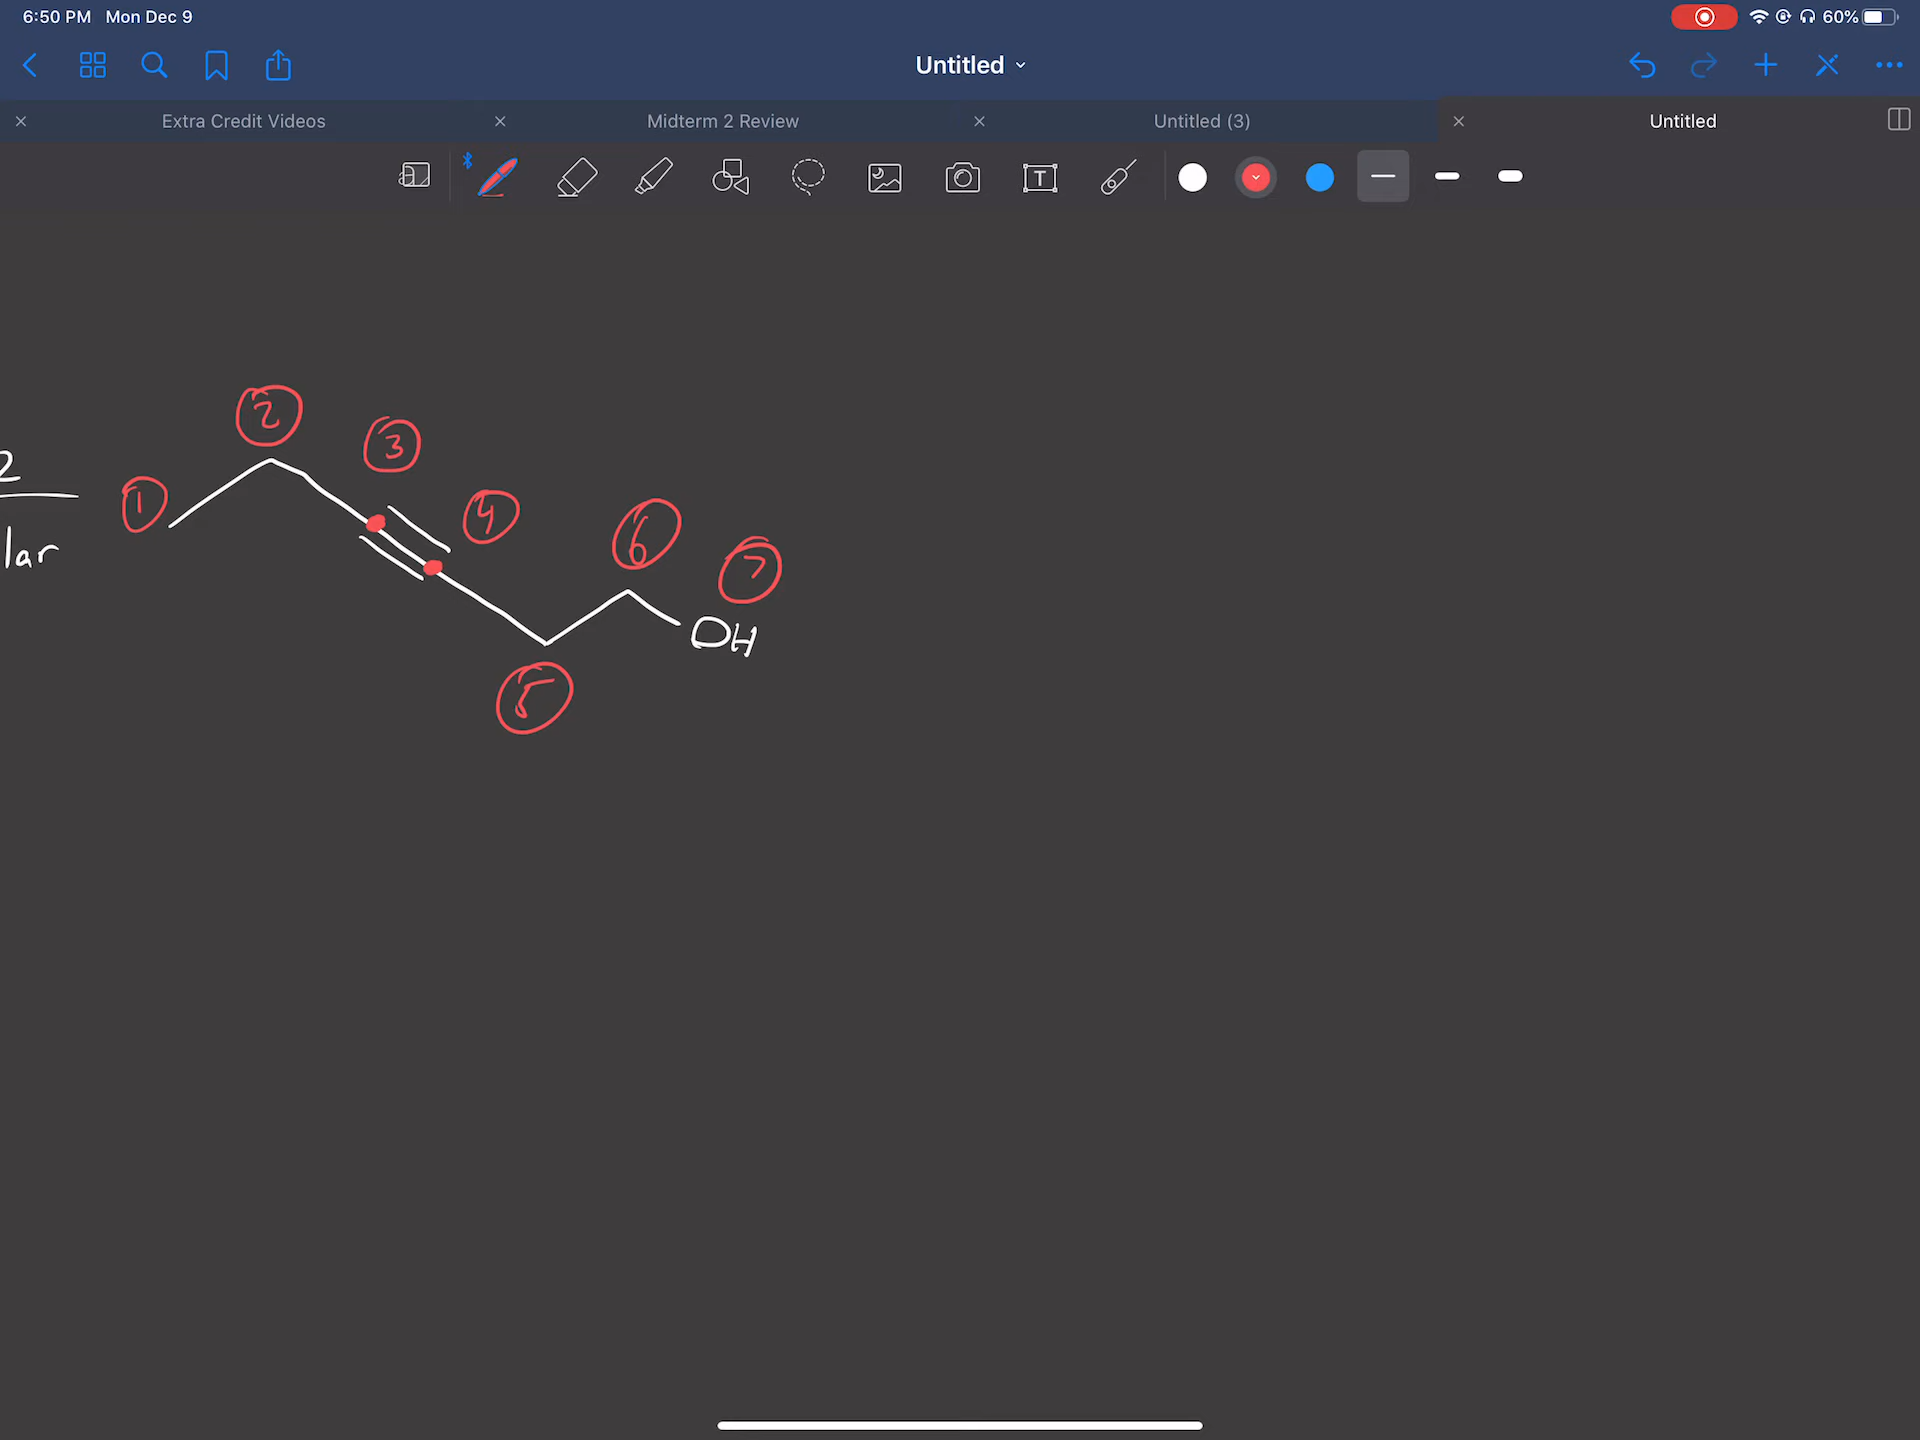 6:50 PM Mon Dec 9
60%
Untitled
Extra Credit Videos
Midterm 2 Review
Untitled (3)
Untitled
T
2
3
2
1
4
6
lar
7
OH
5